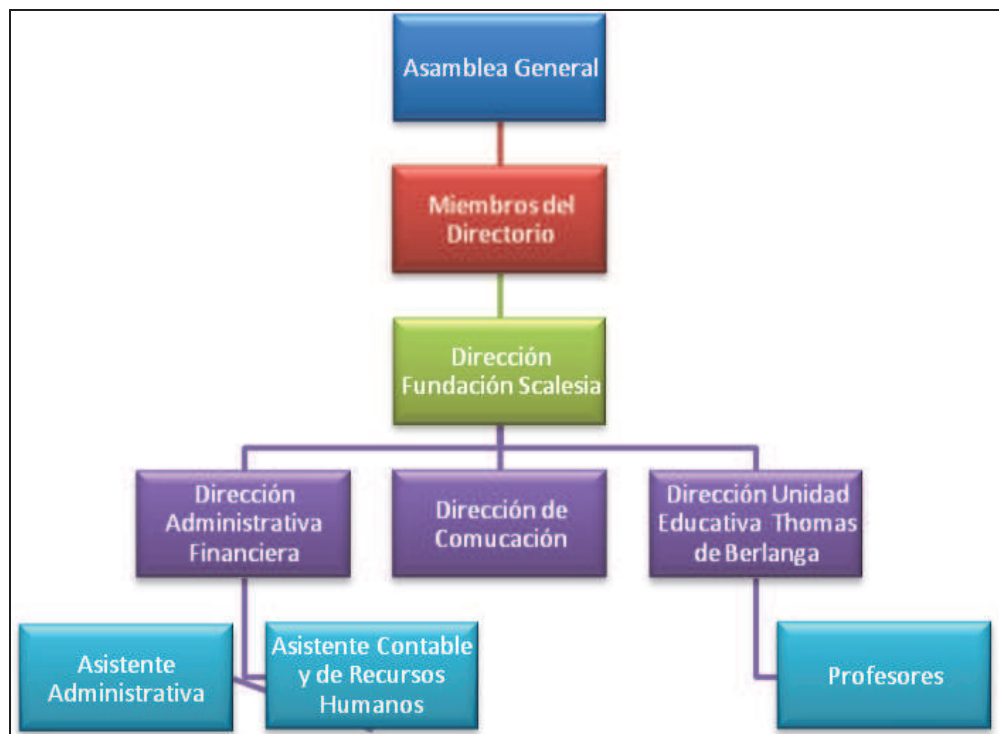 Asamblea General
Miembros del
Directorio
Dirección
Fundación Scalesia
Dirección
Administrativa
Financiera
Dirección de
Comucación
Dirección Unidad
Educativa Thomas
de Berlanga
Asistente
Administrativa
Asistente Contable
y de Recursos
Humanos
Profesores